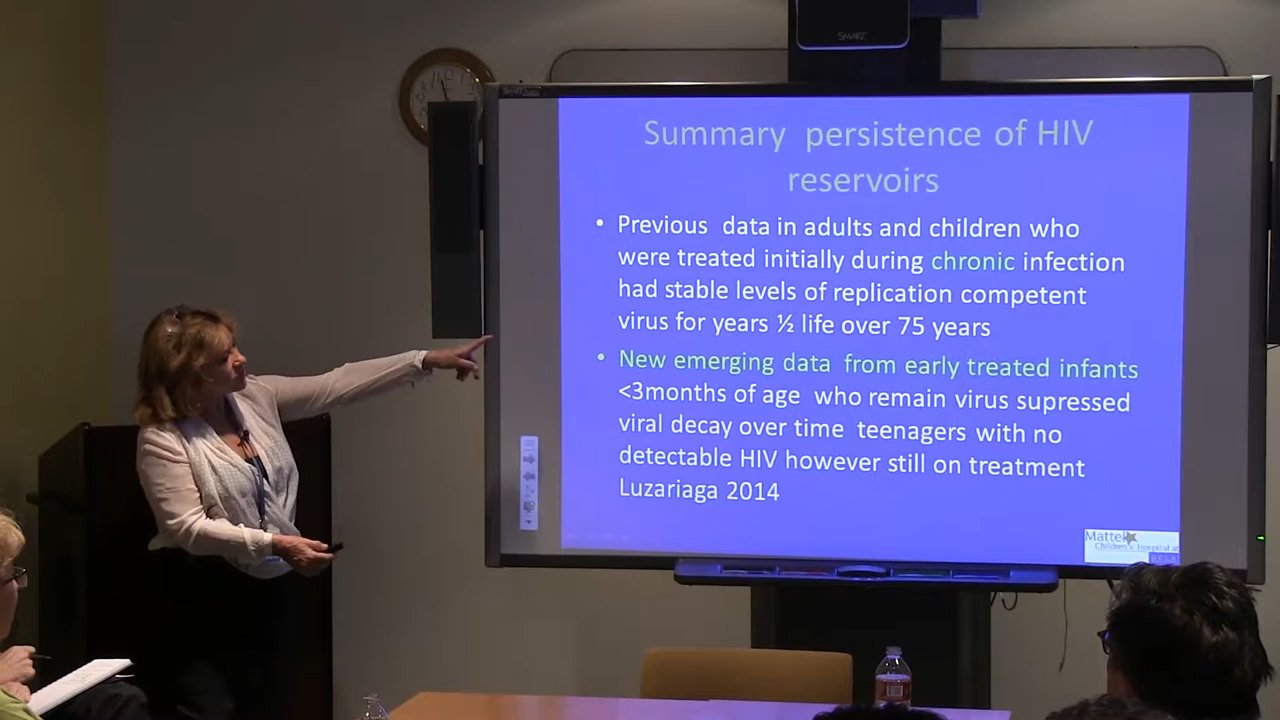 SMART
SMART
Summary persistence of HIV
reservoirs
• Previous data in adults and children who
were treated initially during chronic infection
had stable levels of replication competent
virus for years ½ life over 75 years
• New emerging data from early treated infants
<3months of age who remain virus supressed
viral decay over time teenagers with no
detectable HIV however still on treatment
Luzariaga 2014
Mattel
Children's Hospital at
UCLA